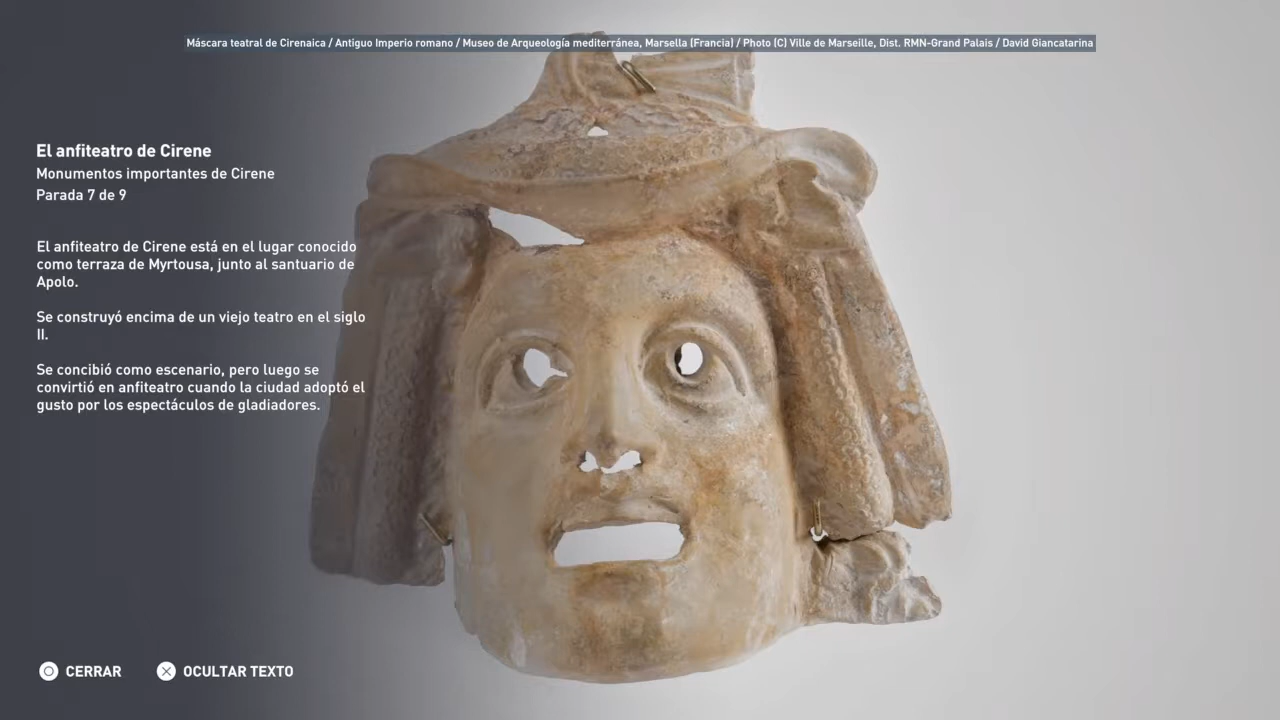 Máscara teatral de Cirenaica / Antiguo Imperio romano / Museo de Arqueología mediterránea, Marsella (Francia) / Photo (C) Ville de Marseille, Dist. RMN-Grand Palais / David Giancatarina
El anfiteatro de Cirene
Monumentos importantes de Cirene
Parada 7 de 9
El anfiteatro de Cirene está en el lugar conocido
como terraza de Myrtousa, junto al santuario de
Apolo.
Se construyó encima de un viejo teatro en el siglo
II.
Se concibió como escenario, pero luego se
convirtió en anfiteatro cuando la ciudad adoptó el
gusto por los espectáculos de gladiadores.
CERRAR
OCULTAR TEXTO